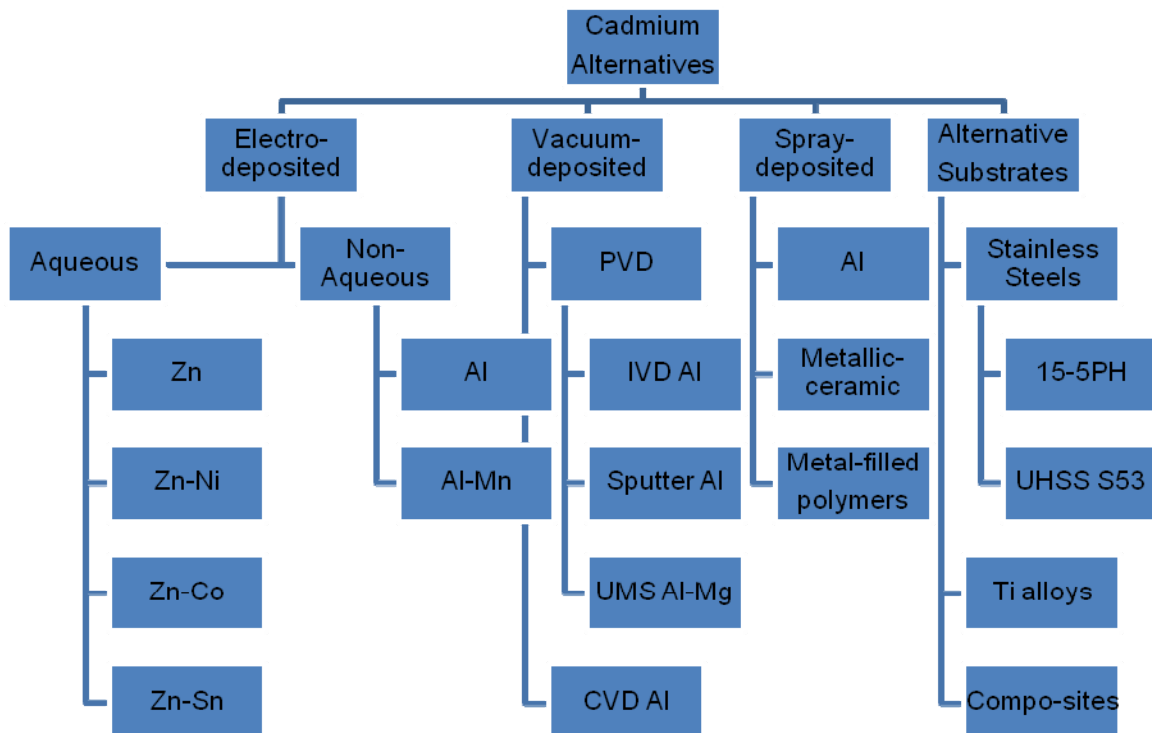 Cadmium
Alternatives
Electro-
deposited
Vacuum-
deposited
Spray-
deposited
Alternative
Substrates
Aqueous
Non-
Aqueous
PVD
Al
Stainless
Steels
Zn
Al
IVD Al
Metallic-
ceramic
15-5PH
Zn-Ni
Al-Mn
Sputter Al
Metal-filled
polymers
UHSS S53
Zn-Co
UMS Al-Mg
Ti alloys
Zn-Sn
CVD Al
Compo-sites